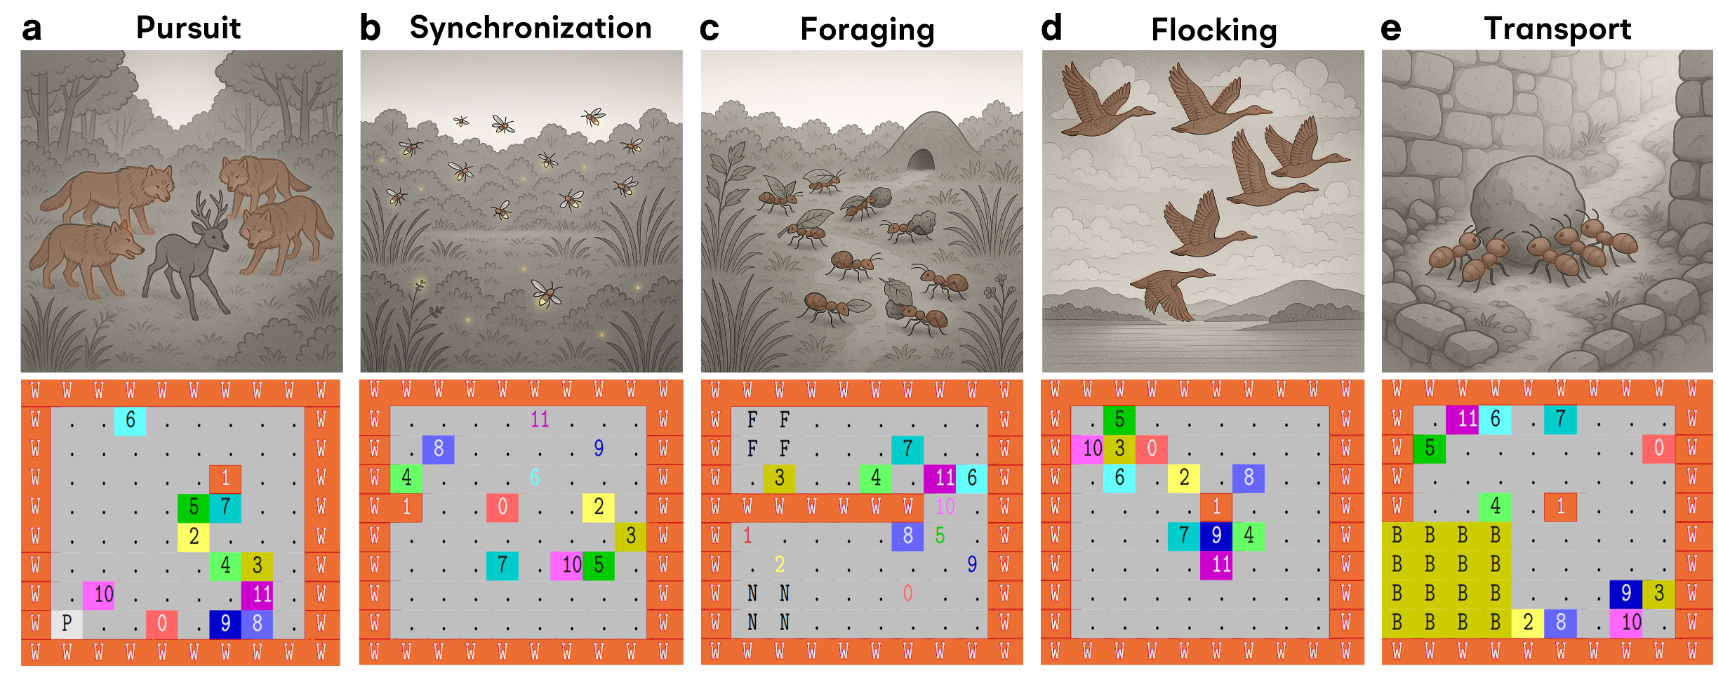 a Pursuit
b Synchronization
c Foraging
d Flocking
e Transport
W W W W W W W W W W
W . . 6 . . . . . W
W . . . . . . . . W
W . . . . . 1 . . W
W . . . . 5 7 . . W
W . . . . 2 . . . W
W . . . . . 4 3 . W
W . 10 . . . . 11 . W
W P . . 0 . 9 8 . W
W W W W W W W W W W
W W W W W W W W W W
W . . . . 11 . . . W
W . 8 . . . . 9 . W
W 4 . . . 6 . . . W
W 1 . . 0 . . 2 . W
W . . . . . . . 3 W
W . . . 7 . 10 5 . W
W . . . . . . . . W
W . . . . . . . . W
W W W W W W W W W W
W W W W W W W W W W
W F F . . . . . . W
W F F . . . 7 . . W
W . 3 . . 4 . 11 6 W
W W W W W W W 10 . W
W 1 . . . . 8 5 . W
W . 2 . . . . . 9 W
W N N . . . 0 . . W
W N N . . . . . . W
W W W W W W W W W W
W W W W W W W W W W
W . 5 . . . . . . W
W 10 3 0 . . . . . W
W . 6 . 2 . 8 . . W
W . . . . 1 . . . W
W . . . 7 9 4 . . W
W . . . . 11 . . . W
W . . . . . . . . W
W . . . . . . . . W
W W W W W W W W W W
W W W W W W W W W W
W . 11 6 . 7 . . . W
W 5 . . . . . . 0 W
W . . . . . . . . W
W . . 4 . 1 . . . W
B B B B . . . . . W
B B B B . . . . . W
B B B B . . . 9 3 W
B B B B 2 8 . 10 . W
W W W W W W W W W W